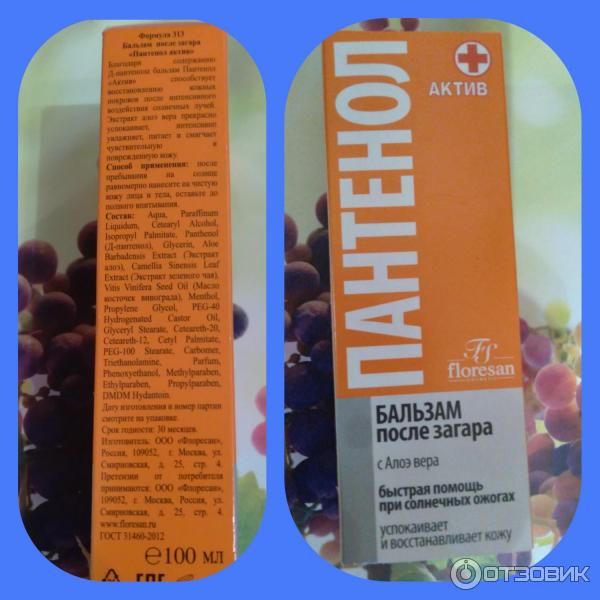 Формула 313
Бальзам после загара
«Пантенол актив»
Благодаря содержанию
Д-пантенола бальзам Пантенол
«Актив» способствует
восстановлению кожных
покровов после интенсивного
воздействия солнечных лучей.
Экстракт алоэ вера прекрасно
успокаивает, интенсивно
увлажняет, питает и смягчает
чувствительную и
поврежденную кожу.
Способ применения: после
пребывания на солнце
равномерно нанесите на чистую
кожу лица и тела, оставьте до
полного впитывания.
Состав: Aqua, Paraffinum
Liquidum, Cetearyl Alcohol,
Isopropyl Palmitate, Panthenol
(Д-пантенол), Glycerin, Aloe
Barbadensis Extract (Экстракт
алоэ), Camellia Sinensis Leaf
Extract (Экстракт зеленого чая),
Vitis Vinifera Seed Oil (Масло
косточек винограда), Menthol,
Propylene Glycol, PEG-40
Hydrogenated Castor Oil,
Glyceryl Stearate, Ceteareth-20,
Ceteareth-12, Cetyl Palmitate,
PEG-100 Stearate, Carbomer,
Triethanolamine, Parfum,
Phenoxyethanol, Methylparaben,
Ethylparaben, Propylparaben,
DMDM Hydantoin.
Дату изготовления и номер партии
смотрите на упаковке.
Срок годности: 30 месяцев.
Изготовитель: ООО «Флоресан»,
Россия, 109052, г. Москва, ул.
Смирновская, д. 25, стр. 4.
Претензии от потребителя
принимаются: ООО «Флоресан»,
109052, г. Москва, Россия, ул.
Смирновская, д. 25, стр. 4.
www.floresan.ru
ГОСТ 31460-2012
℮100 мл
EAC
ПАНТЕНОЛ
АКТИВ
floresan
COSMETIC
БАЛЬЗАМ
после загара
с Алоэ вера
быстрая помощь
при солнечных ожогах
успокаивает
и восстанавливает кожу
ОТЗОВИК